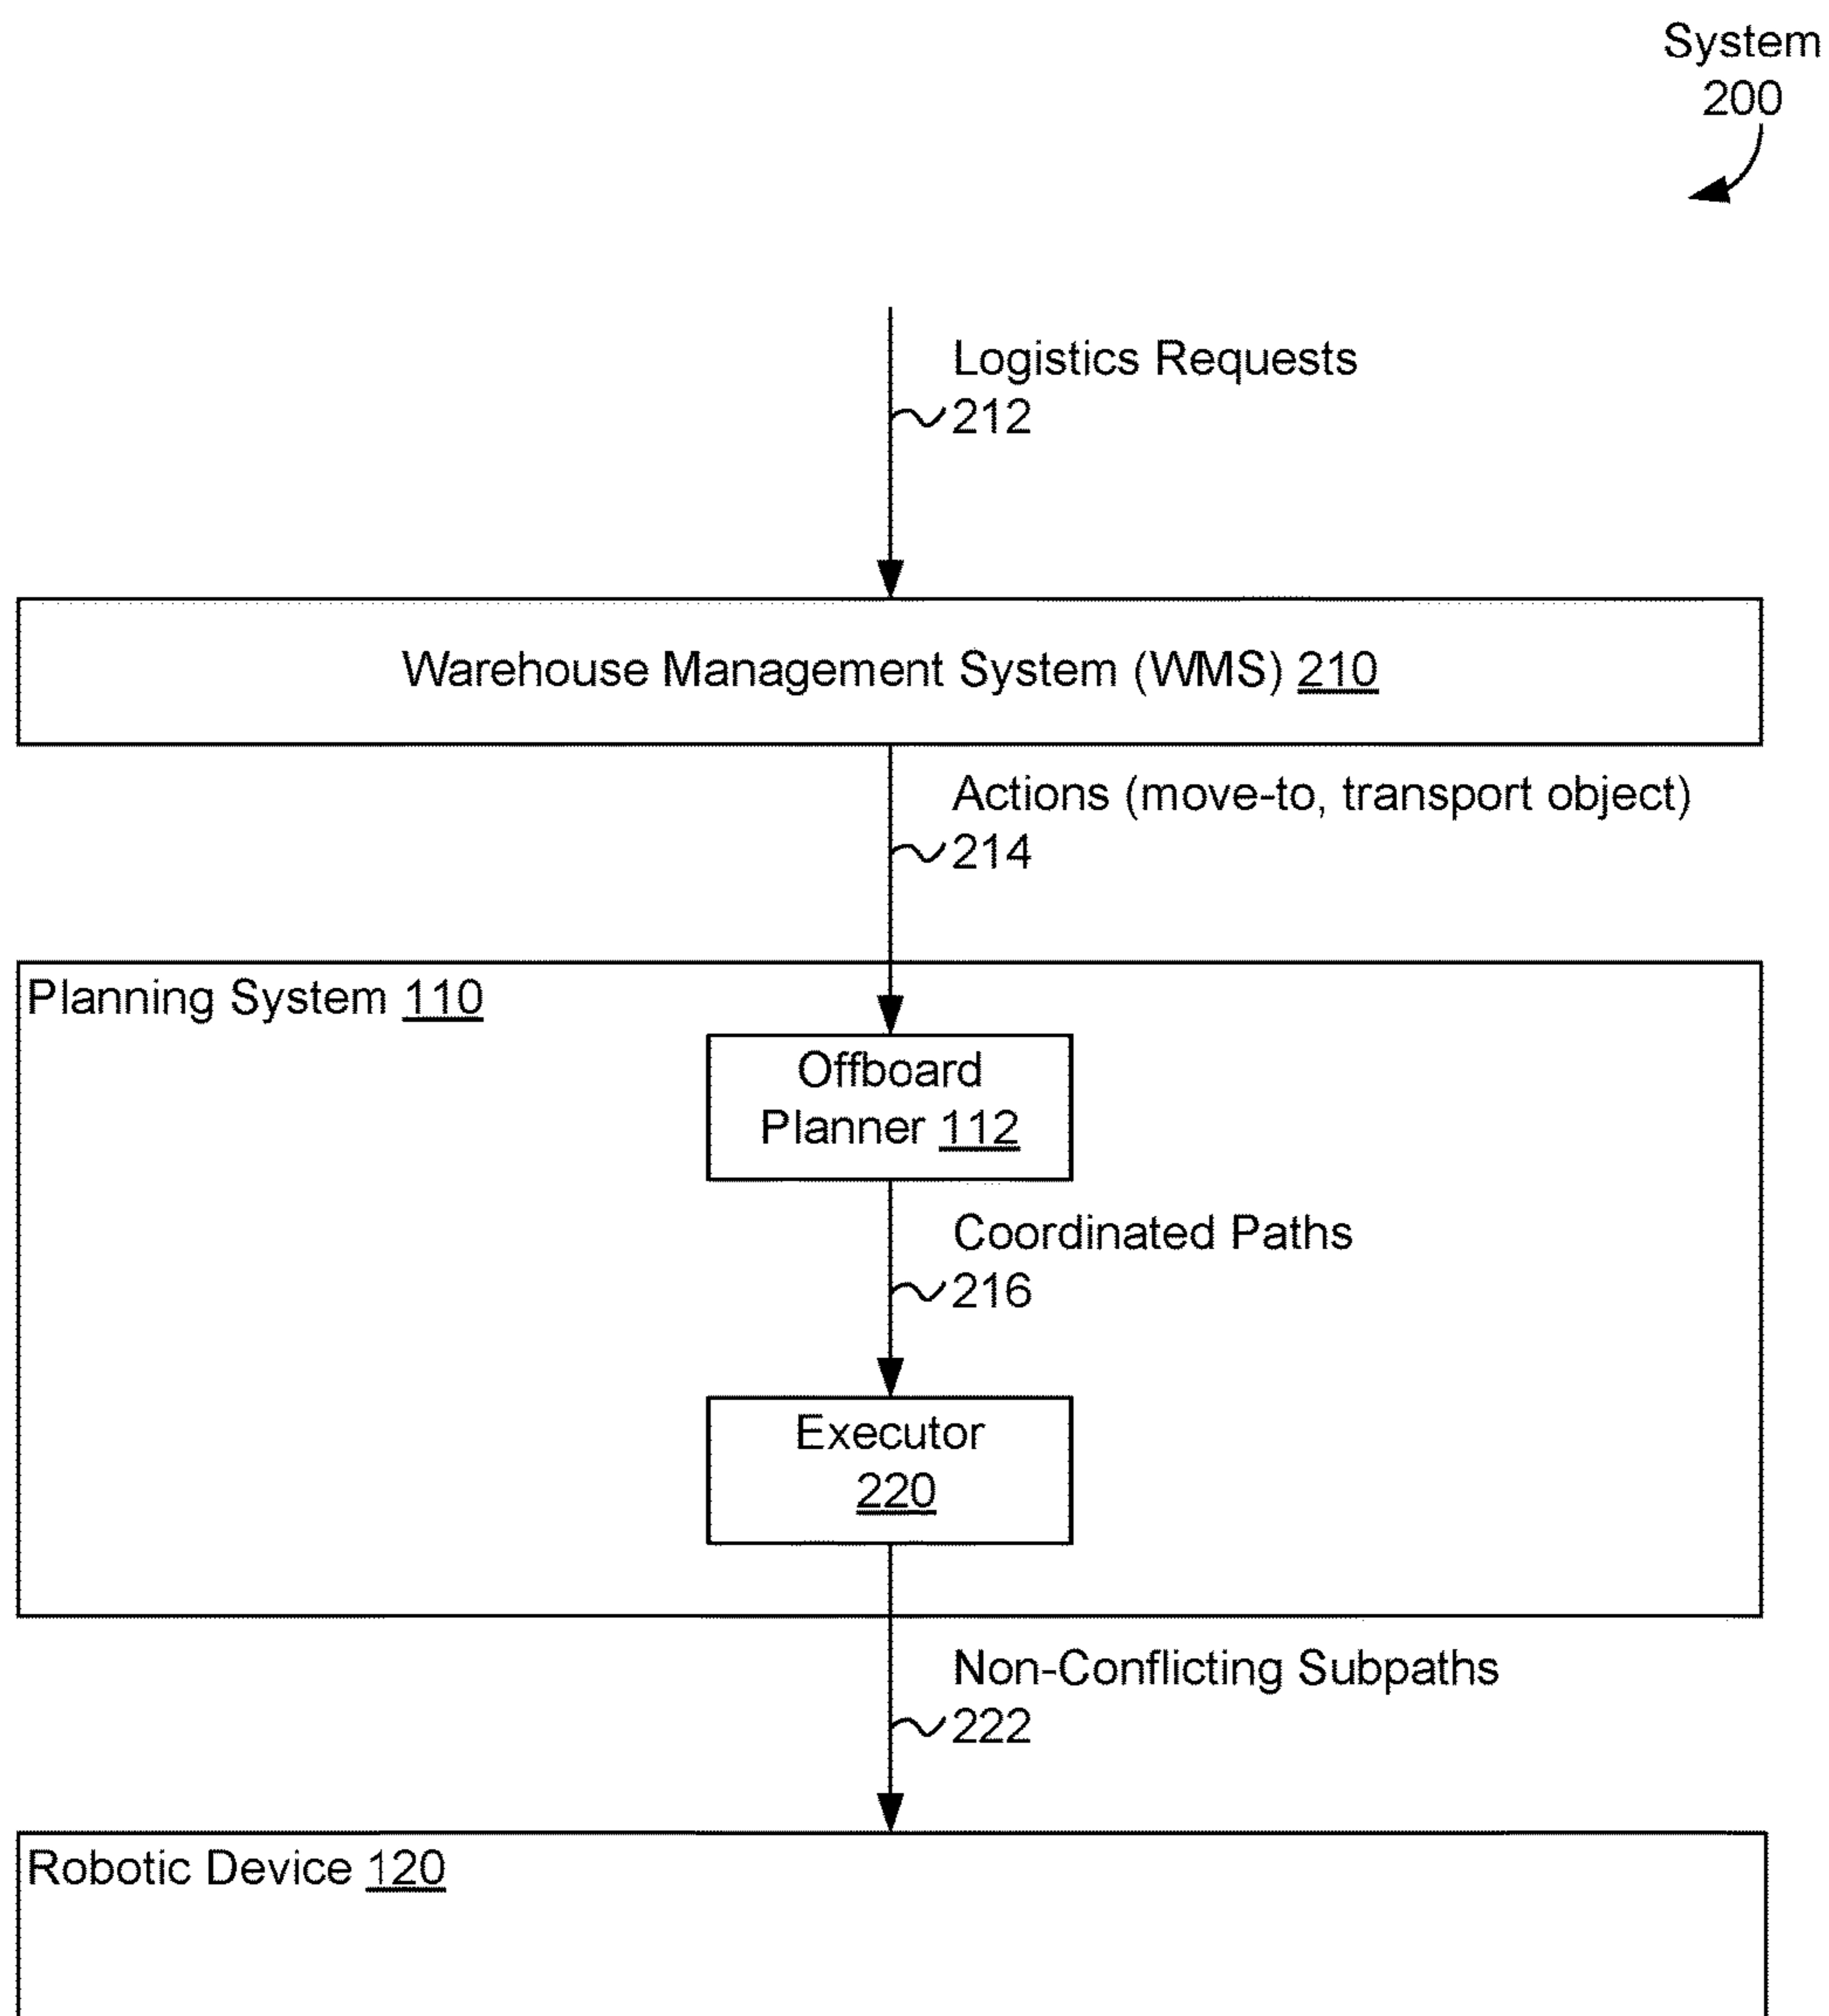 System
200
Logistics Requests
212
Warehouse Management System (WMS) 210
Actions (move-to, transport object)
214
Planning System 110
Offboard
Planner 112
Coordinated Paths
216
Executor
220
Non-Conflicting Subpaths
222
Robotic Device 120